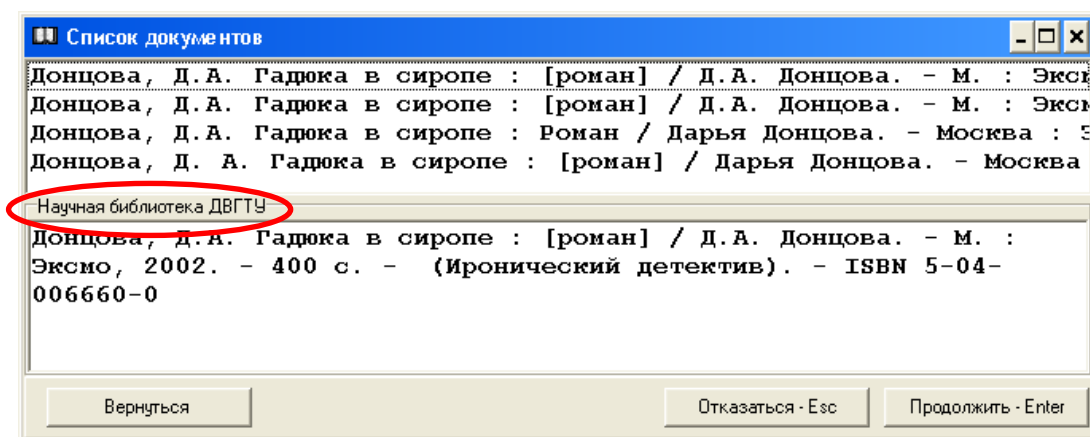 Список документов
Донцова, Д.А. Гадюка в сиропе : [роман] / Д.А. Донцова. - М. : Экс
Донцова, Д.А. Гадюка в сиропе : [роман] / Д.А. Донцова. - М. : Экс
Донцова, Д.А. Гадюка в сиропе : Роман / Дарья Донцова. - Москва :
Донцова, Д. А. Гадюка в сиропе : [роман] / Дарья Донцова. - Москва
Научная библиотека ДВГТУ
Донцова, Д.А. Гадюка в сиропе : [роман] / Д.А. Донцова. - М. :
Эксмо, 2002. - 400 с. - (Иронический детектив). - ISBN 5-04-
006660-0
Вернуться
Отказаться - Esc
Продолжить - Enter